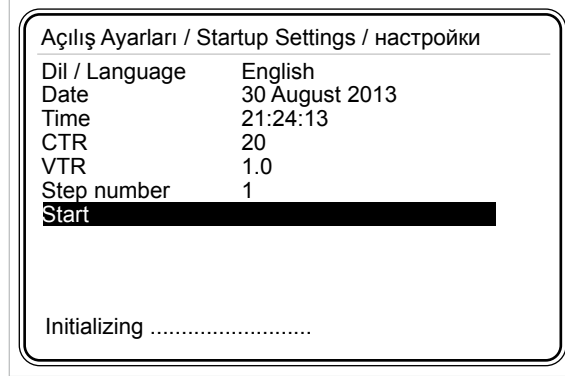 Açılış Ayarları / Startup Settings / настройки
Dil / Language English
Date 30 August 2013
Time 21:24:13
CTR 20
VTR 1.0
Step number 1
Start
Initializing ..........................